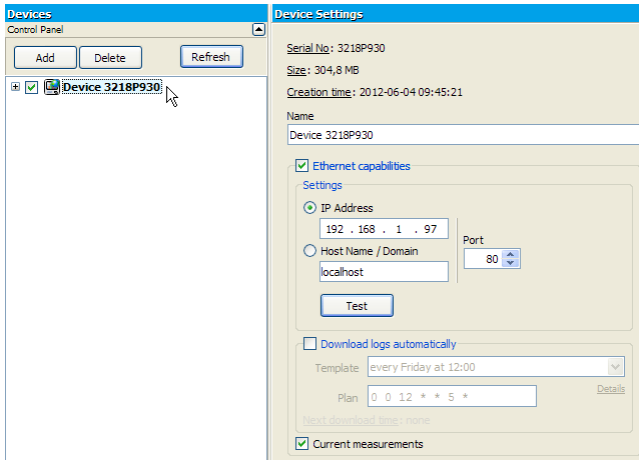 Devices
Control Panel
Add Delete Refresh
Device 3218P930
Device Settings
Serial No: 3218P930
Size: 304,8 MB
Creation time: 2012-06-04 09:45:21
Name
Device 3218P930
Ethernet capabilities
Settings
IP Address
192 . 168 . 1 . 97
Host Name / Domain
localhost
Port
80
Test
Download logs automatically
Template every Friday at 12:00
Plan 0 0 12 * * 5 *
Details
Next download time: none
Current measurements